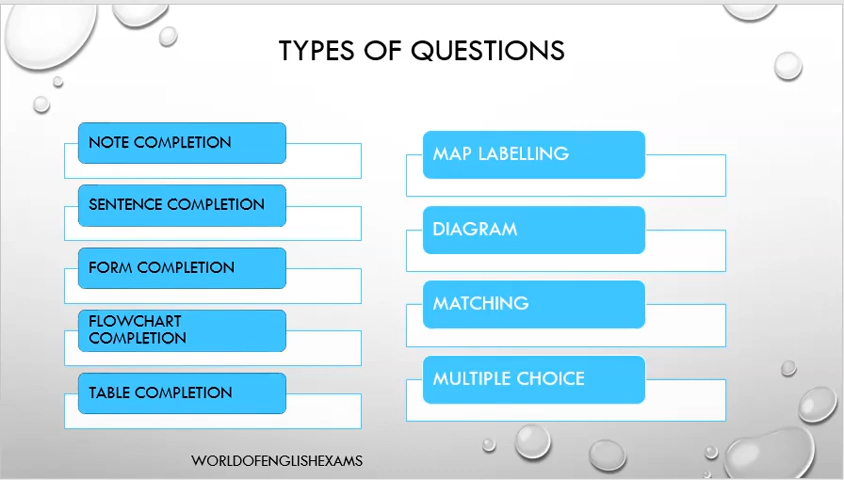 TYPES OF QUESTIONS
NOTE COMPLETION
SENTENCE COMPLETION
FORM COMPLETION
FLOWCHART
COMPLETION
TABLE COMPLETION
MAP LABELLING
DIAGRAM
MATCHING
MULTIPLE CHOICE
WORLDOFENGLISHEXAMS